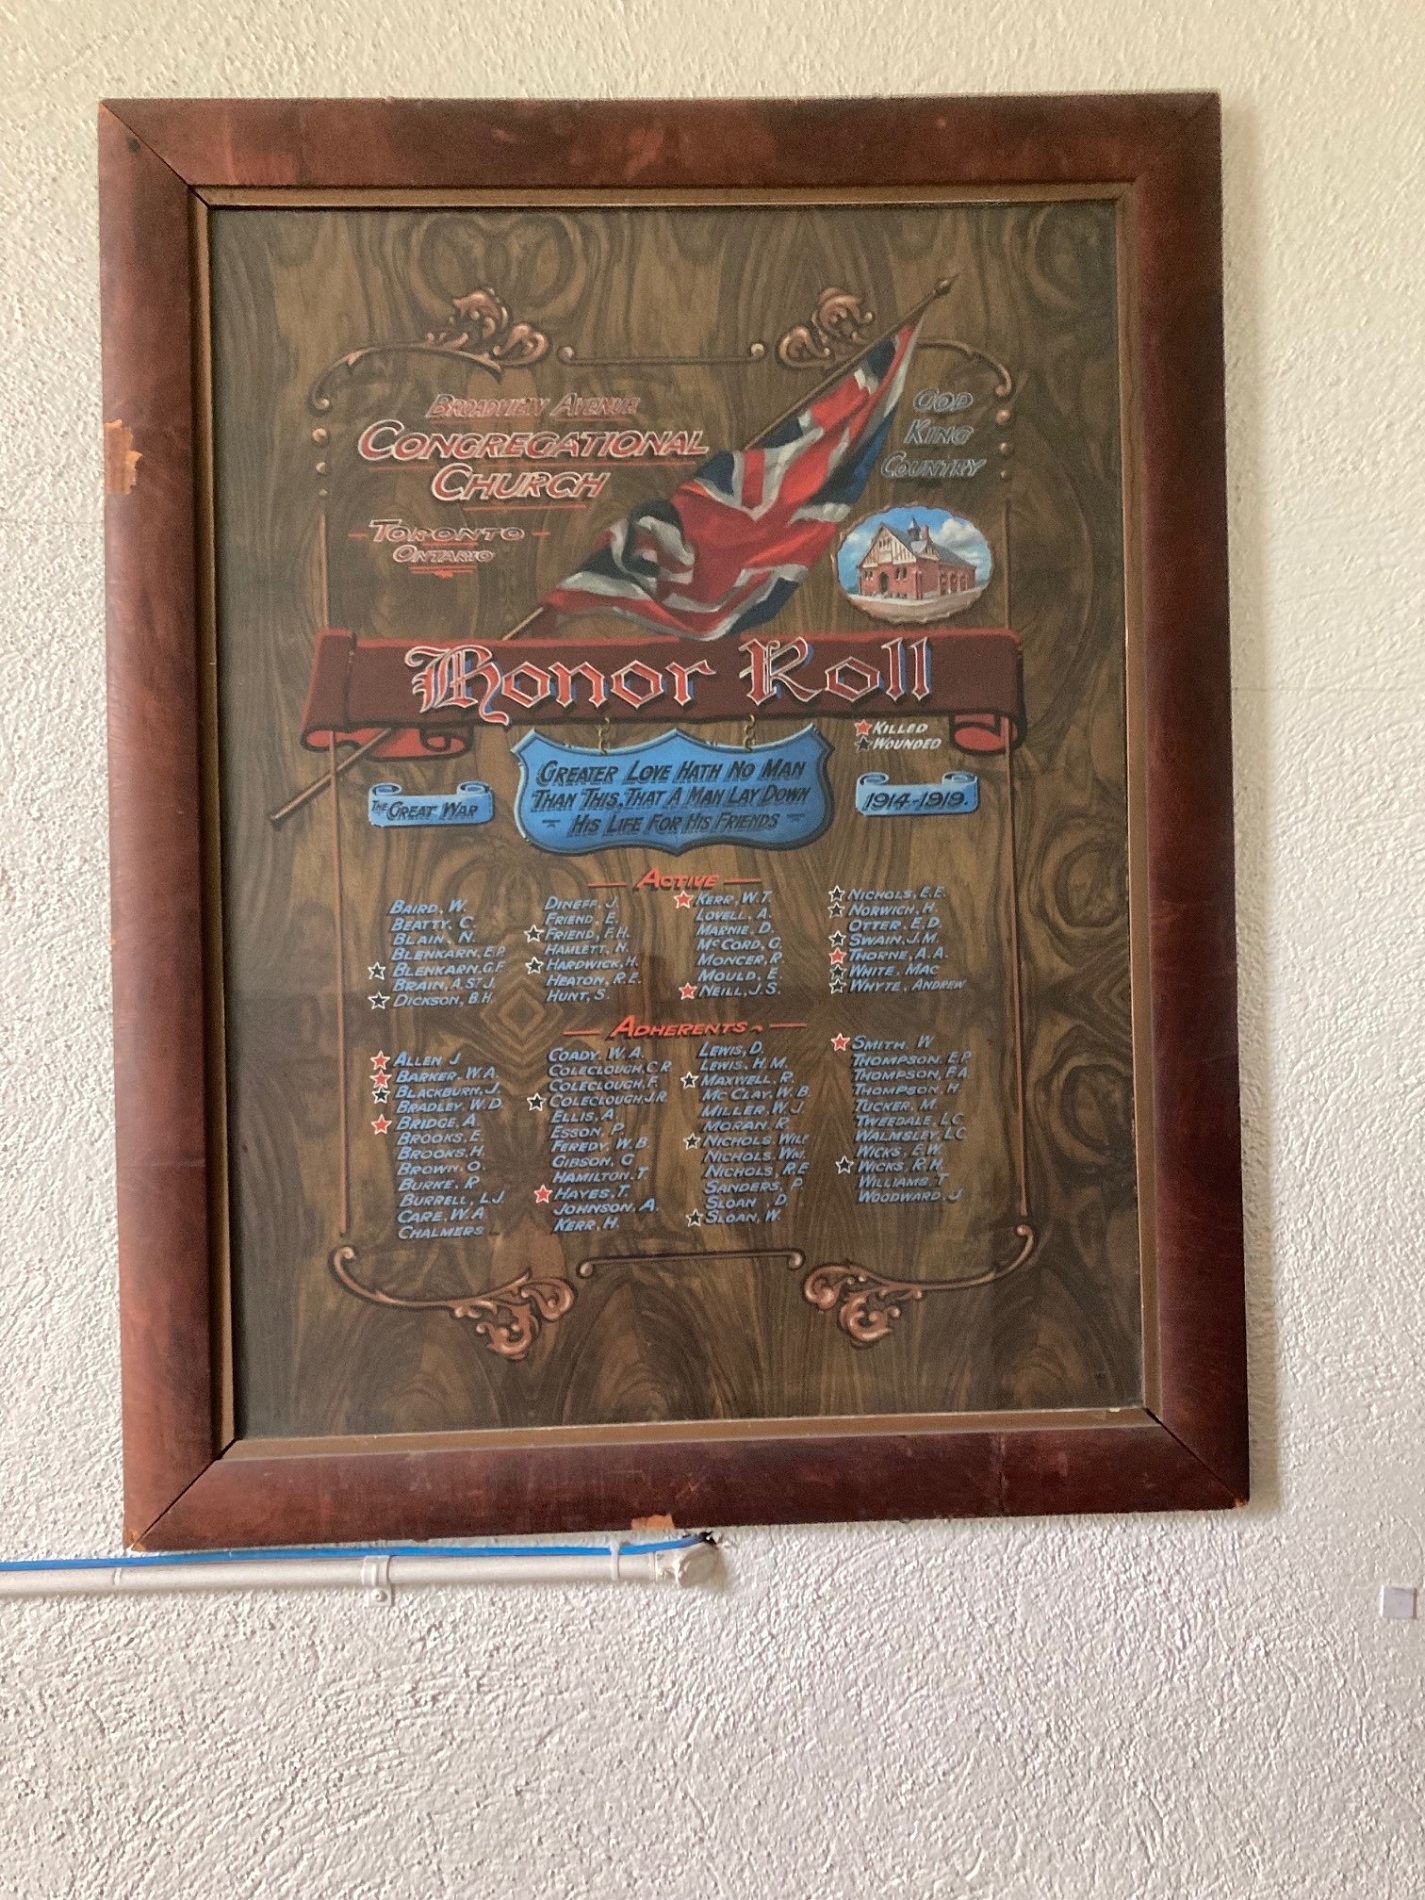 BROADVIEW AVENUE
CONGREGATIONAL
CHURCH
TORONTO
ONTARIO
GOD
KING
COUNTRY
Honor Roll
KILLED
WOUNDED
THE GREAT WAR
GREATER LOVE HATH NO MAN
THAN THIS, THAT A MAN LAY DOWN
HIS LIFE FOR HIS FRIENDS
1914-1919.
ACTIVE
BAIRD, W.
BEATTY, C.
BLAIN, N.
BLENKARN, E.P.
BLENKARN, G.F.
BRAIN, A. ST. J.
DICKSON, B.H.
DINEFF, J.
FRIEND, E.
FRIEND, F.H.
HAMLETT, N.
HARDWICK, H.
HEATON, R.E.
HUNT, S.
KERR, W.T.
LOVELL, A.
MARNIE, D.
McCORD, G.
MONCER, R.
MOULD, E.
NEILL, J.S.
NICHOLS, E.E.
NORWICH, H.
OTTER, E.D.
SWAIN, J.M.
THORNE, A.A.
WHITE, MAC
WHYTE, ANDREW
ADHERENTS
ALLEN J
BARKER, W.A.
BLACKBURN, J.
BRADLEY, W.D.
BRIDGE, A.
BROOKS, E.
BROOKS, H.
BROWN, O.
BURKE, R
BURRELL, L.J.
CARE, W.A
CHALMERS
COADY, W.A.
COLECLOUGH, C.R.
COLECLOUGH, F.
COLECLOUGH, J.R.
ELLIS, A.
ESSON, P.
FEREDY, W.B.
GIBSON, G
HAMILTON, T.
HAYES, T.
JOHNSON, A.
KERR, H.
LEWIS, D.
LEWIS, H.M.
MAXWELL, R.
McCLAY, W.B.
MILLER, W.J
MORAN, R.
NICHOLS, WILF
NICHOLS, WM.
NICHOLS, R.E
SANDERS, P.
SLOAN, D.
SLOAN, W.
SMITH, W
THOMPSON, E.P.
THOMPSON, F.A.
THOMPSON, H
TUCKER, M.
TWEEDALE, L.C.
WALMSLEY, L.C.
WICKS, E.W.
WICKS, R.H.
WILLIAMS, T
WOODWARD, J